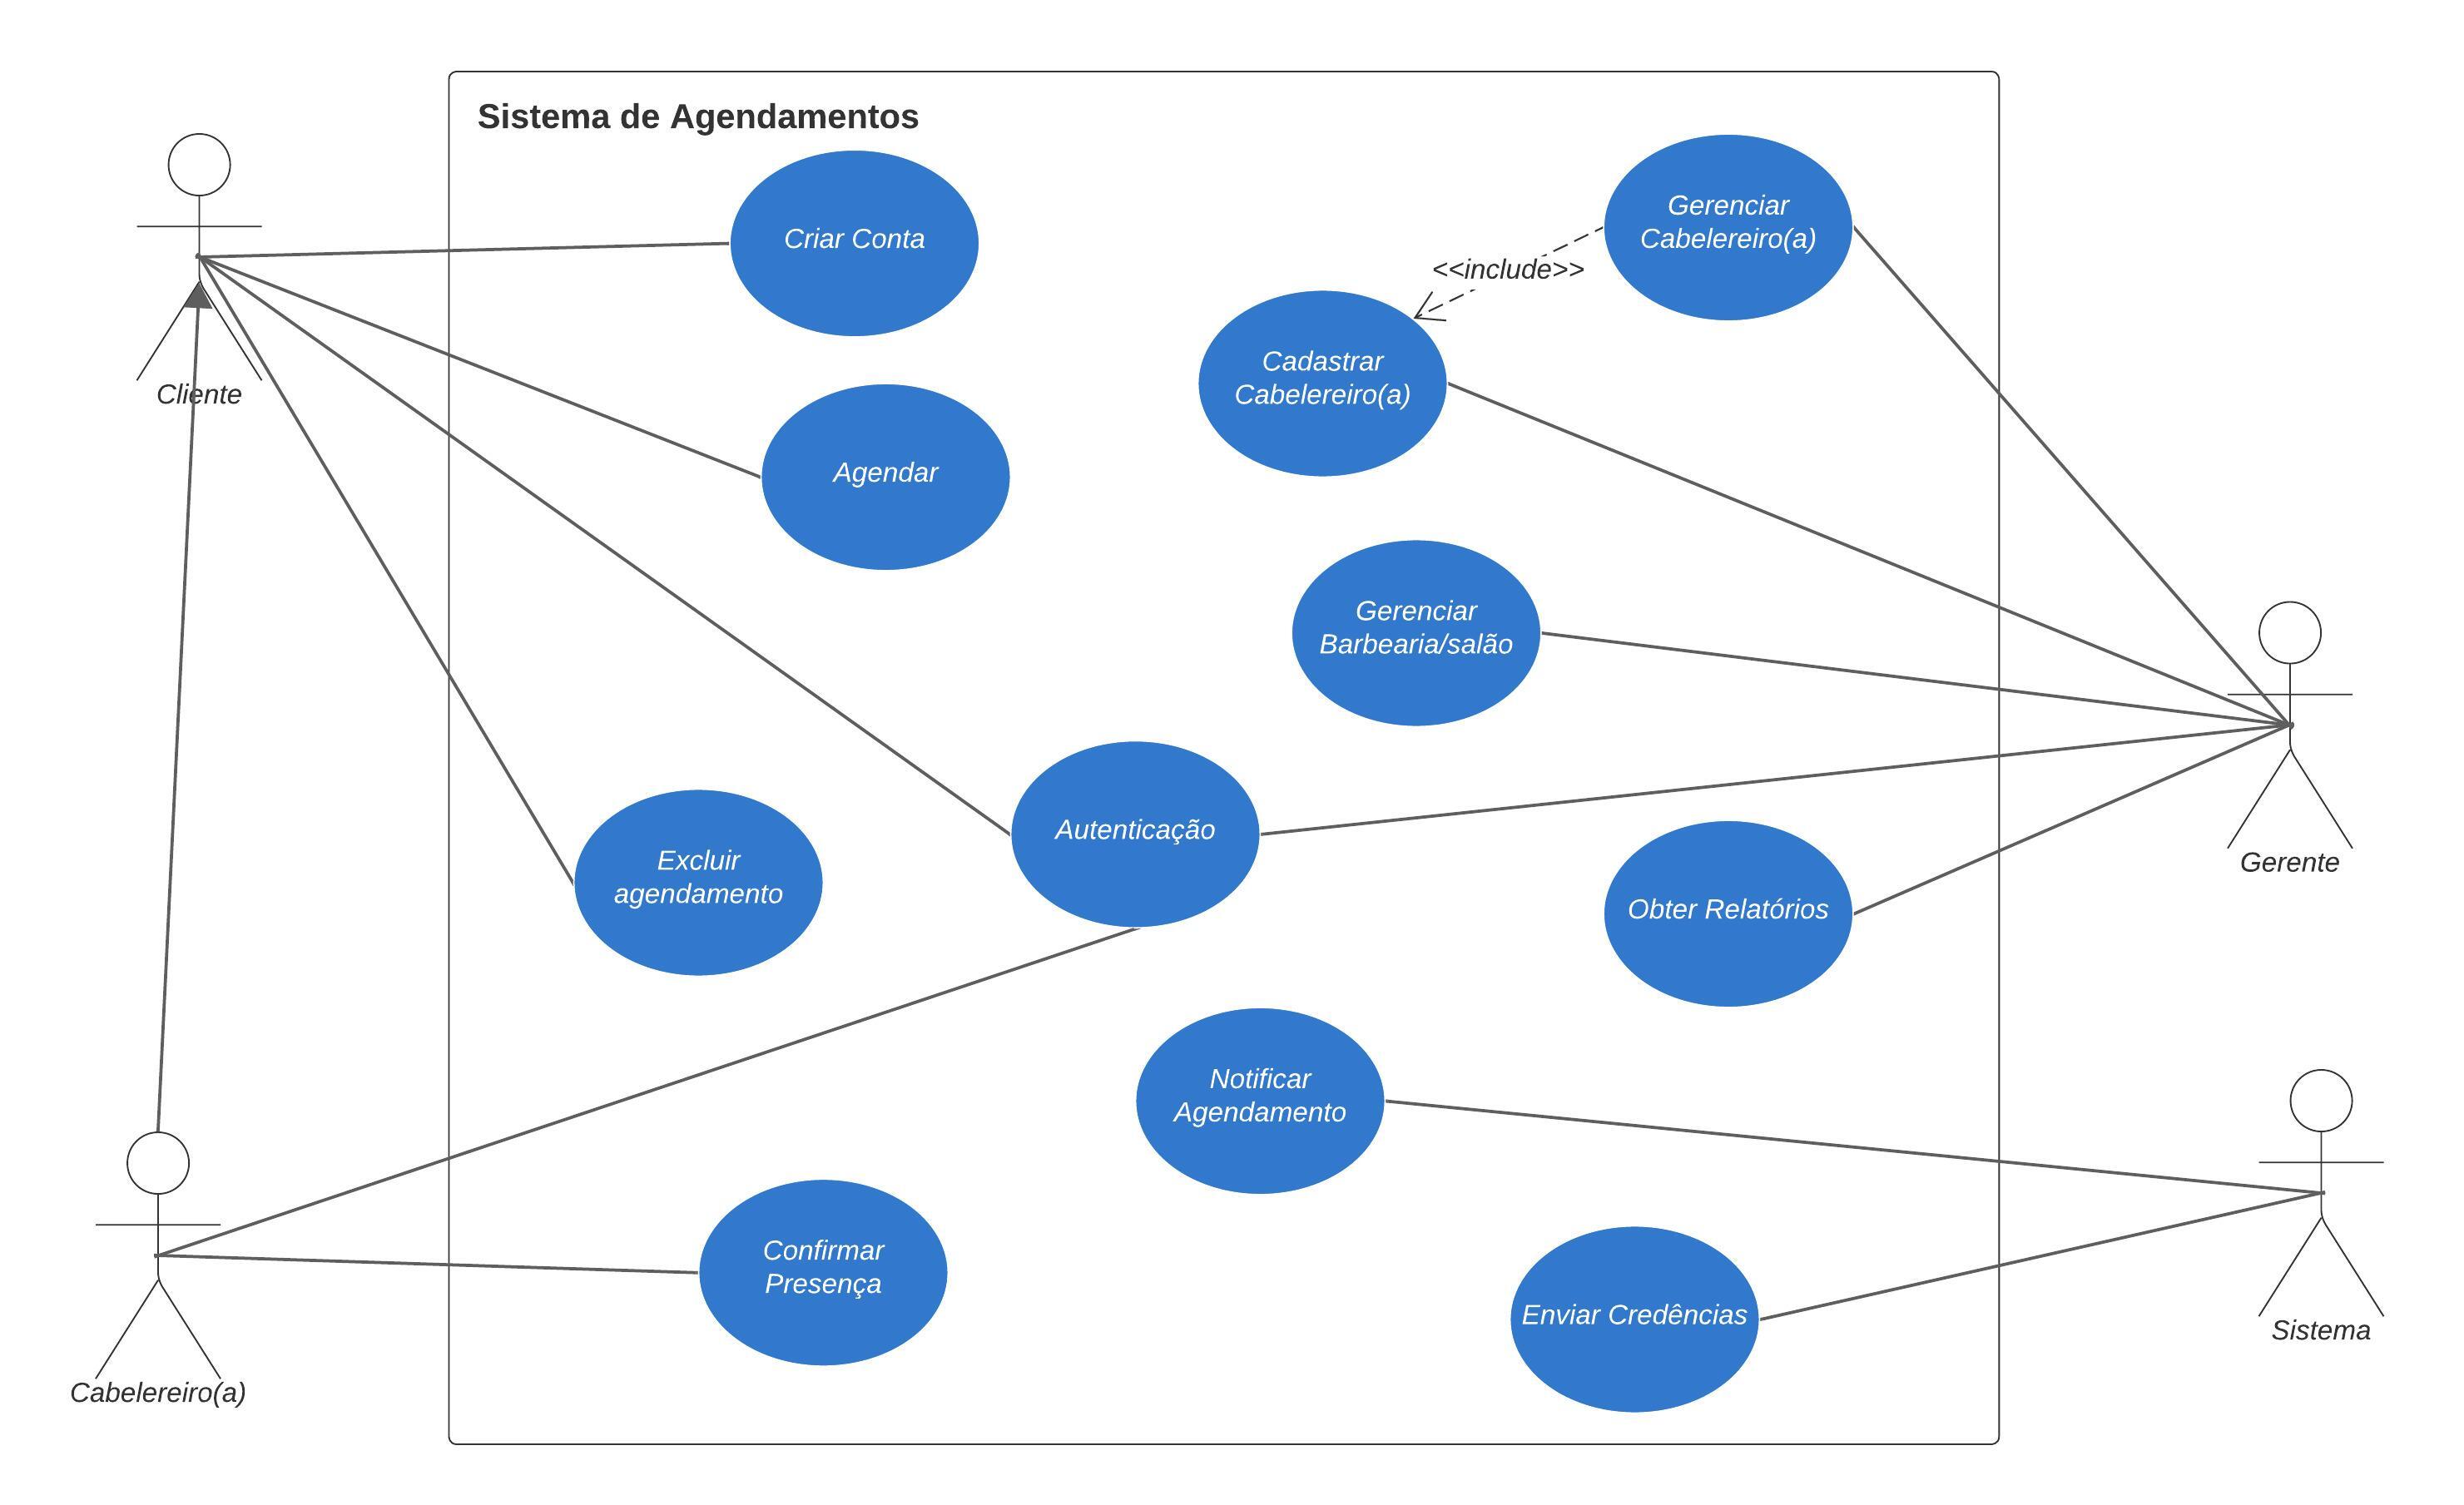 Sistema de Agendamentos
Criar Conta
Gerenciar
Cabelereiro(a)
<<include>>
Cadastrar
Cabelereiro(a)
Cliente
Agendar
Gerenciar
Barbearia/salão
Autenticação
Excluir
agendamento
Gerente
Obter Relatórios
Notificar
Agendamento
Confirmar
Presença
Enviar Credências
Sistema
Cabelereiro(a)